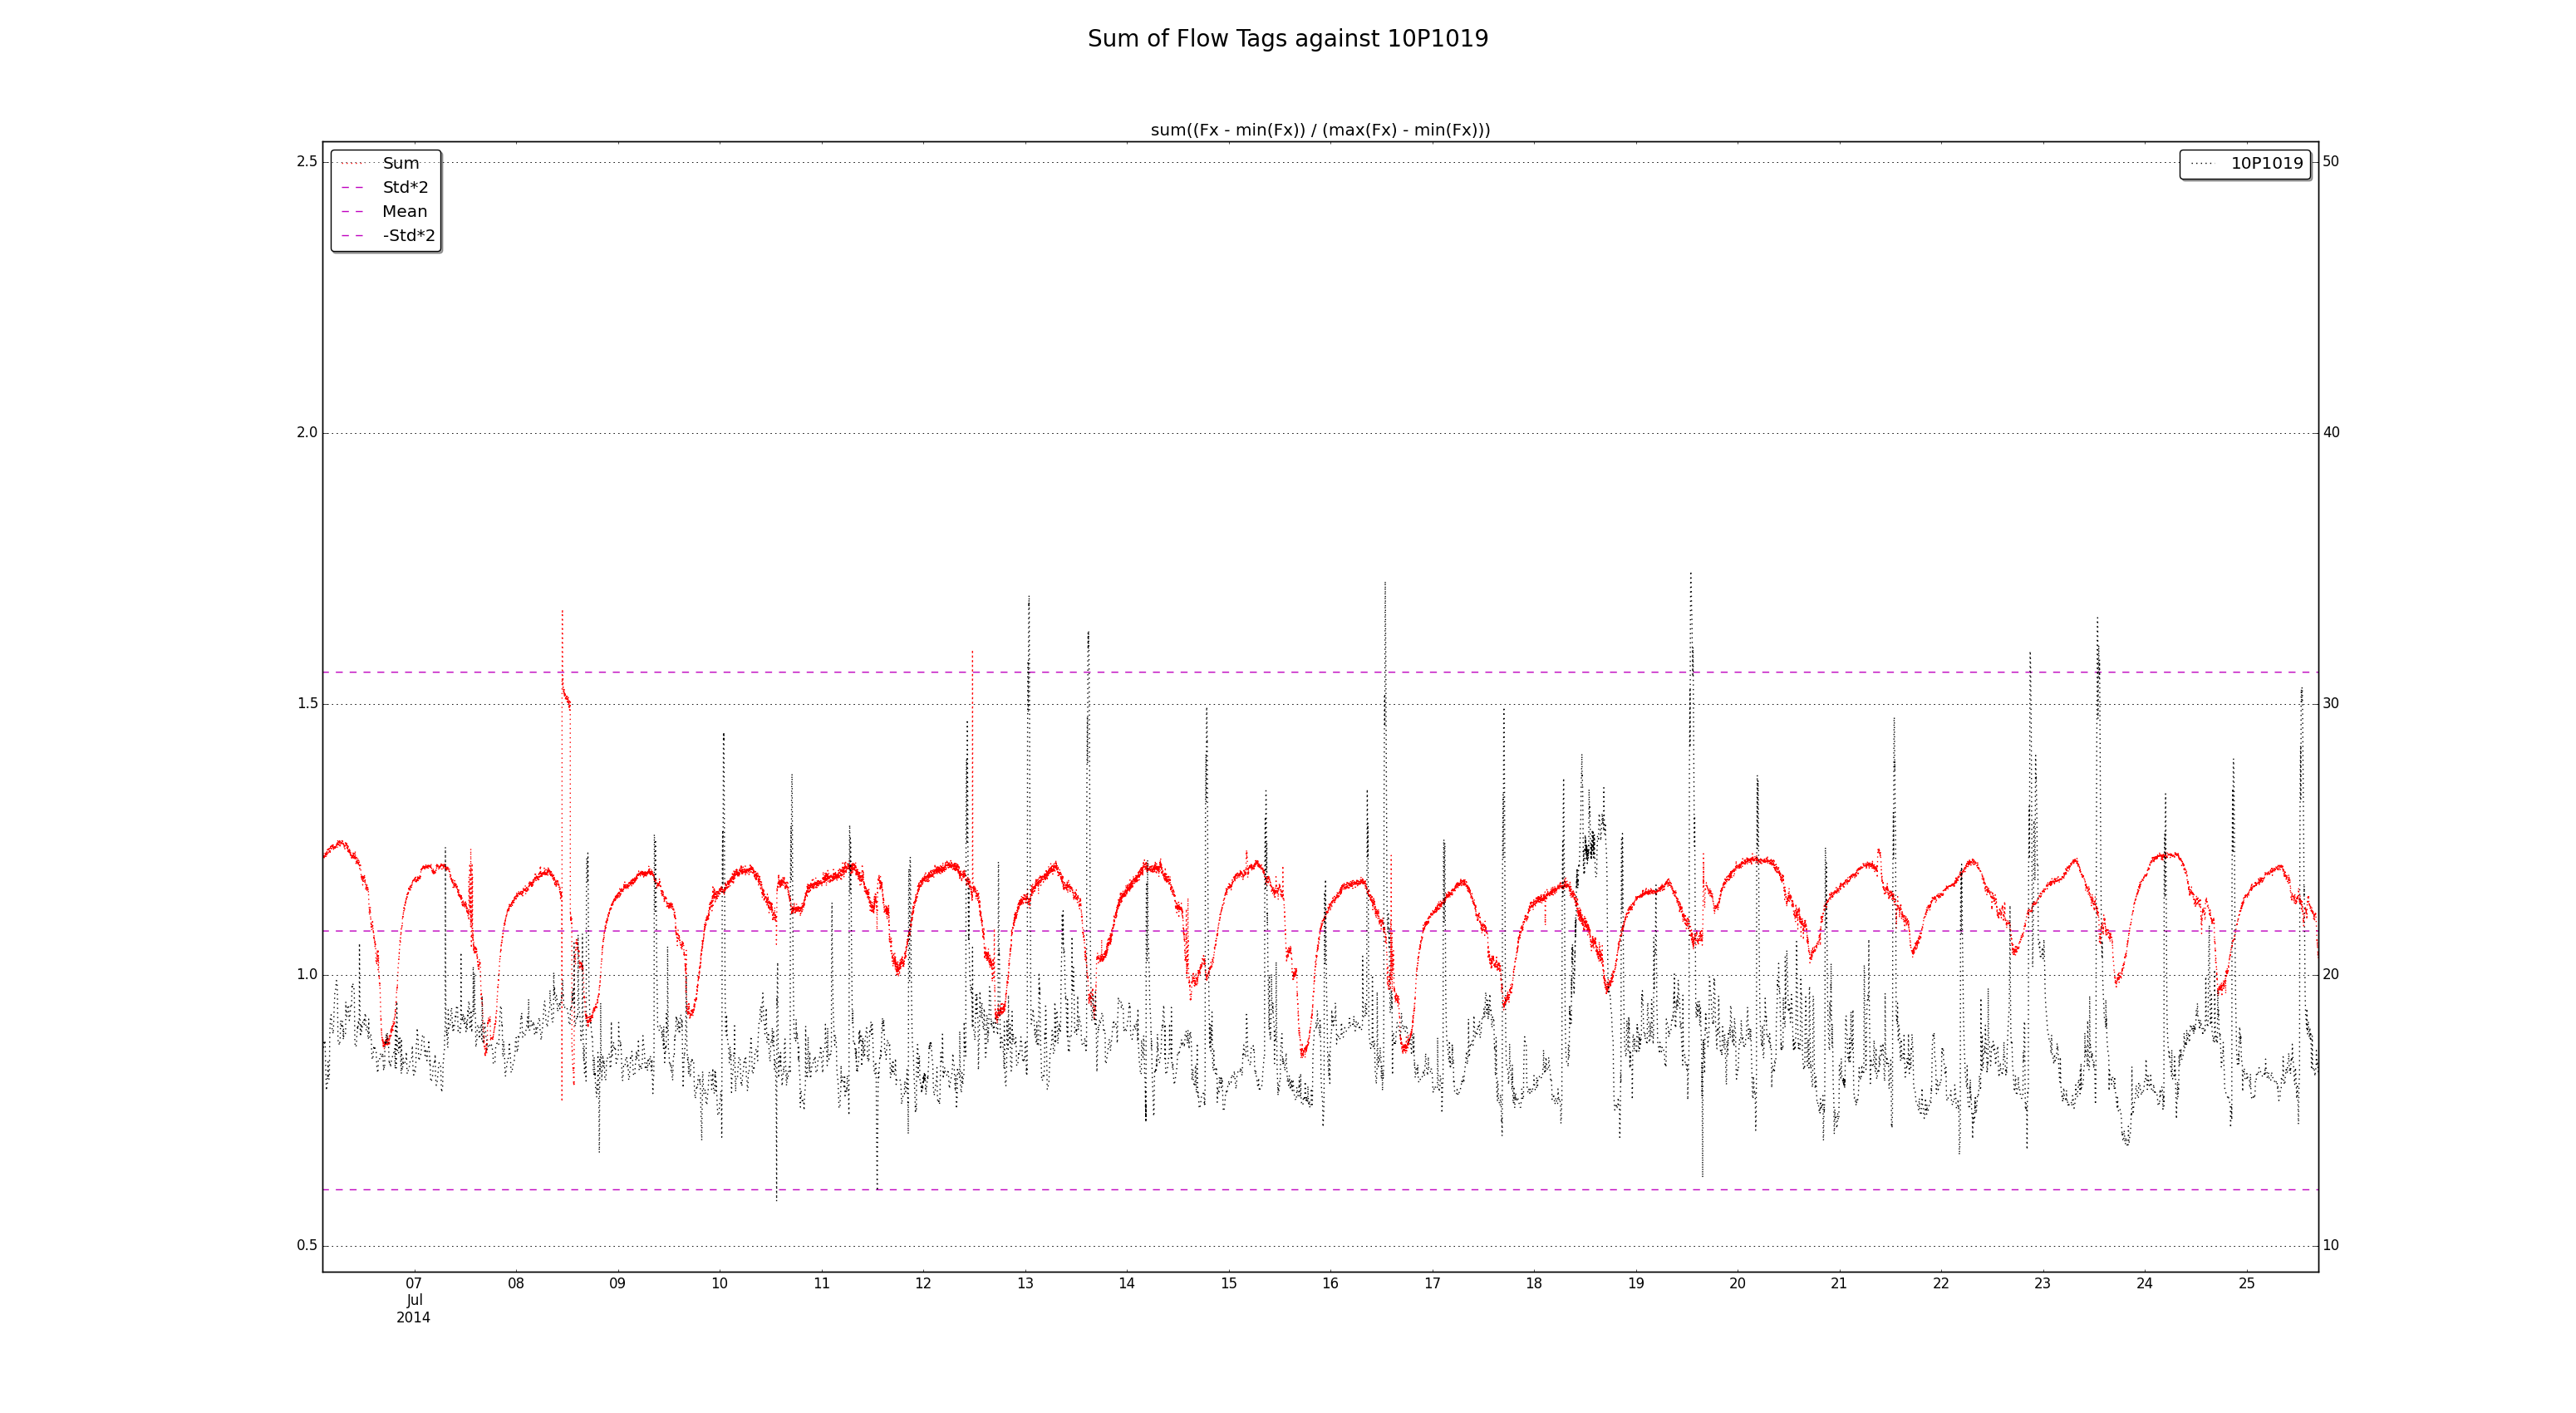 Sum of Flow Tags against 10P1019
sum((Fx - min(Fx)) / (max(Fx) - min(Fx)))
Sum
Std*2
Mean
-Std*2
10P1019
2.5
2.0
1.5
1.0
0.5
50
40
30
20
10
07 08 09 10 11 12 13 14 15 16 17 18 19 20 21 22 23 24 25
Jul
2014